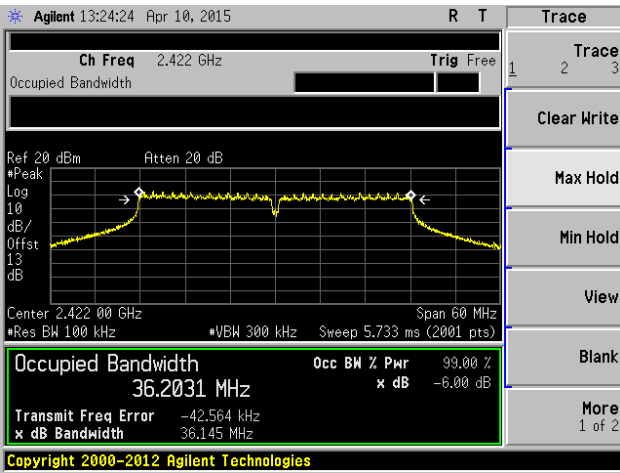 Agilent 13:24:24 Apr 10, 2015 R T
Trace
Ch Freq 2.422 GHz Trig Free
Occupied Bandwidth
Trace
1 2 3
Clear Write
Max Hold
Min Hold
View
Blank
More
1 of 2
Ref 20 dBm Atten 20 dB
#Peak
Log
10
dB/
Offst
13
dB
Center 2.422 00 GHz Span 60 MHz
#Res BW 100 kHz #VBW 300 kHz Sweep 5.733 ms (2001 pts)
Occupied Bandwidth Occ BW % Pwr 99.00 %
36.2031 MHz x dB -6.00 dB
Transmit Freq Error -42.564 kHz
x dB Bandwidth 36.145 MHz
Copyright 2000-2012 Agilent Technologies